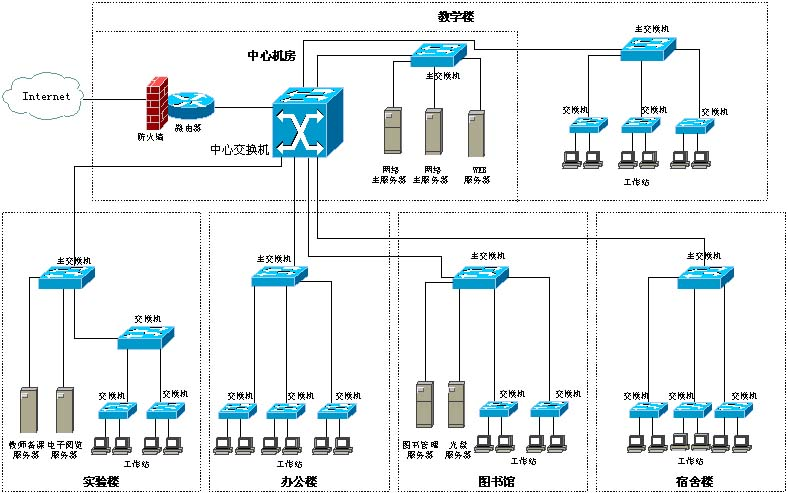 教学楼
中心机房
主交换机
主交换机
Internet
防火墙
路由器
中心交换机
网络
主服务器
网络
主服务器
WEB
服务器
交换机
交换机
交换机
工作站
主交换机
交换机
交换机
交换机
教师备课
服务器
电子阅览
服务器
工作站
实验楼
主交换机
交换机
交换机
交换机
工作站
办公楼
主交换机
图书管理
服务器
光盘
服务器
交换机
交换机
工作站
图书馆
主交换机
交换机
交换机
交换机
工作站
宿舍楼